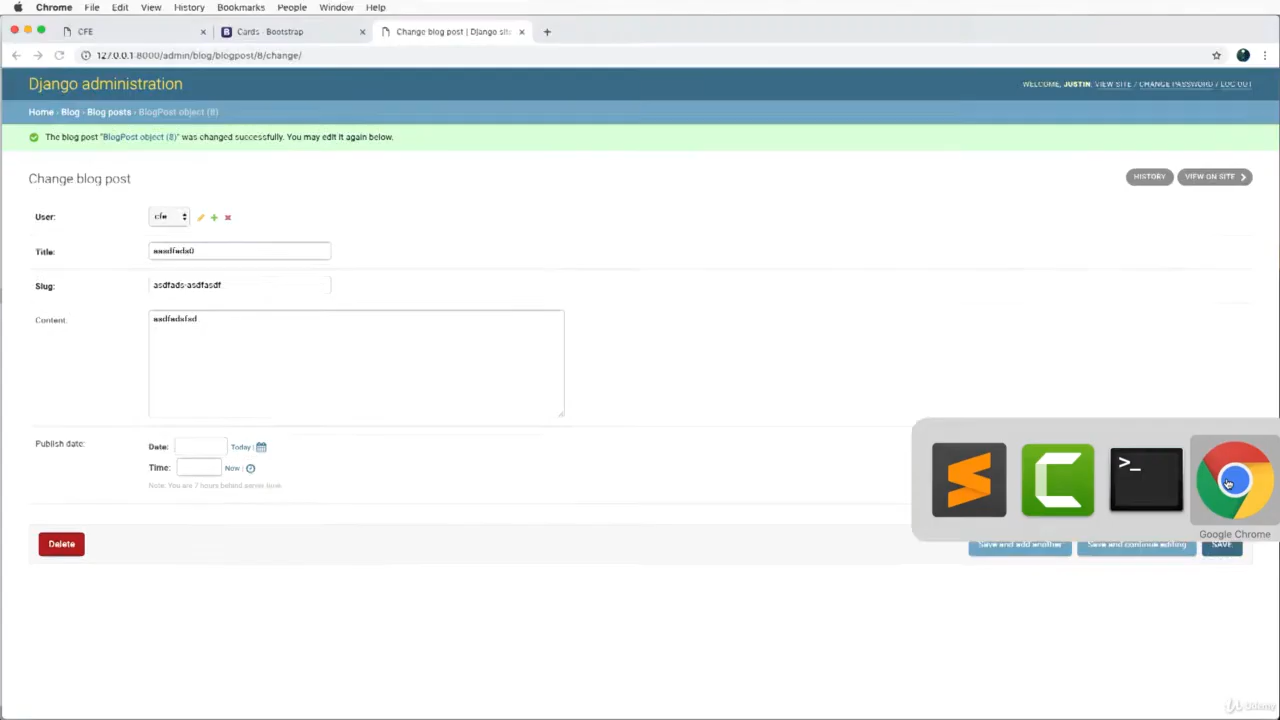 Chrome File Edit View History Bookmarks People Window Help
CFE
Cards · Bootstrap
Change blog post | Django site
127.0.0.1:8000/admin/blog/blogpost/8/change/
Django administration
WELCOME, JUSTIN. VIEW SITE / CHANGE PASSWORD / LOG OUT
Home › Blog › Blog posts › BlogPost object (8)
The blog post "BlogPost object (8)" was changed successfully. You may edit it again below.
Change blog post
HISTORY
VIEW ON SITE
User:
cfe
Title:
Slug:
asdfads-asdfasdf
Content:
Publish date:
Date:
Today |
Time:
Now |
Note: You are 7 hours behind server time.
>_
Google Chrome
Delete
Save and add another
Save and continue editing
SAVE
Udemy